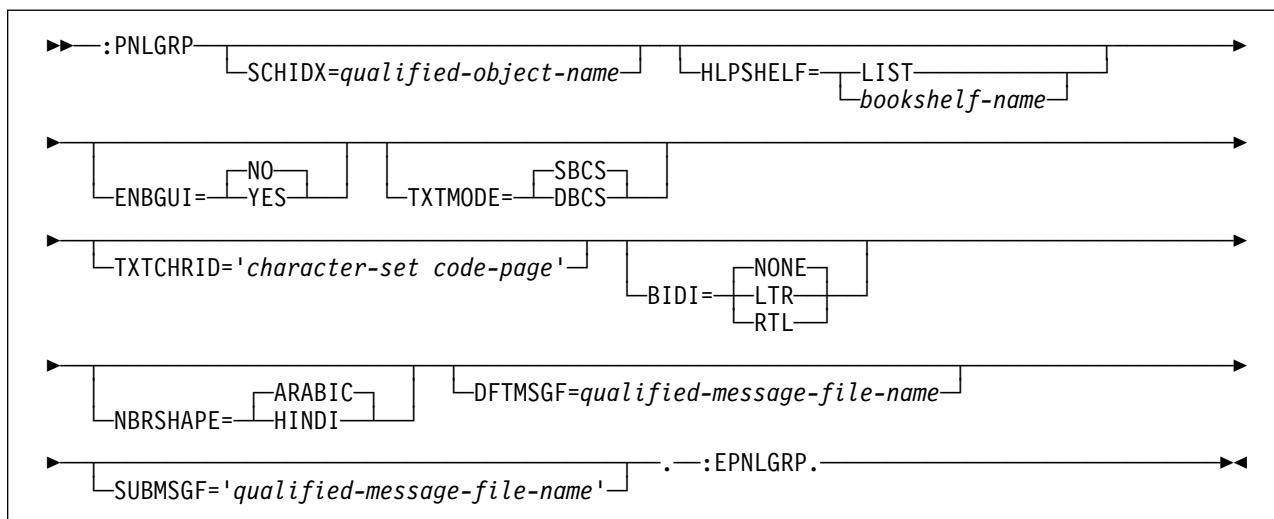 :PNLGRP
SCHIDX=qualified-object-name HLPSHELF= LIST
bookshelf-name
NO SBCS
ENBGUI= YES TXTMODE= DBCS
TXTCHRID='character-set code-page' NONE
BIDI= LTR
RTL
ARABIC DFTMSGF=qualified-message-file-name
NBRSHAPE= HINDI
. :EPNLGRP.
SUBMSGF='qualified-message-file-name'